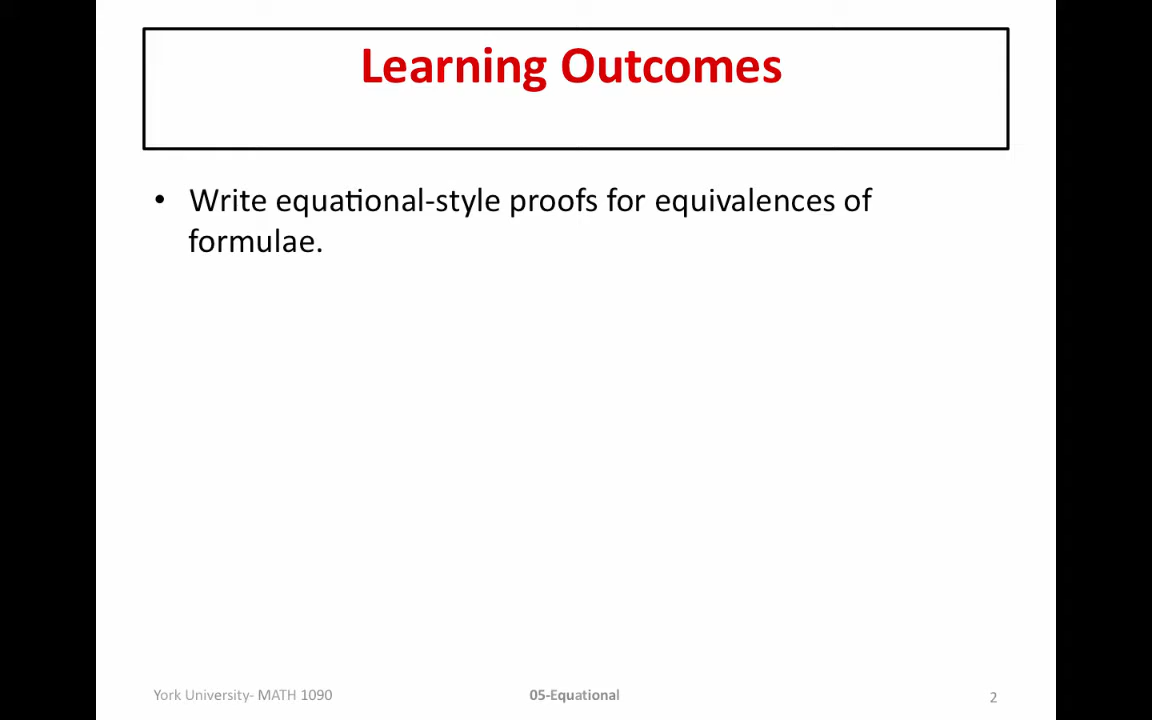 Learning Outcomes
• Write equational-style proofs for equivalences of
formulae.
York University- MATH 1090
05-Equational
2